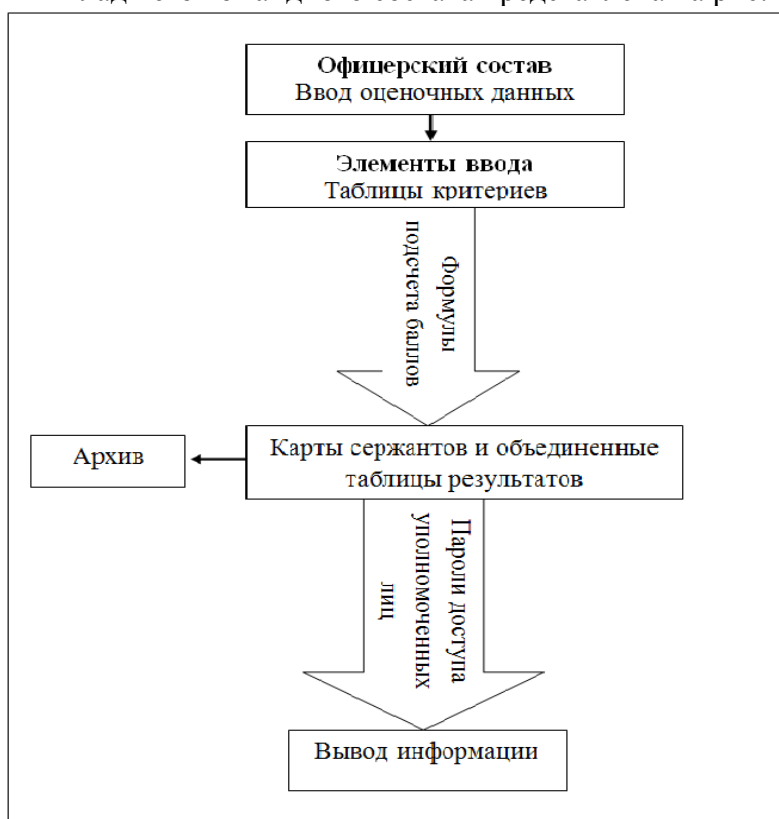 Офицерский состав
Ввод оценочных данных
Элементы ввода
Таблицы критериев
Формулы
подсчета баллов
Карты сержантов и объединенные
таблицы результатов
Архив
Пароли доступа
уполномоченных
лиц
Вывод информации